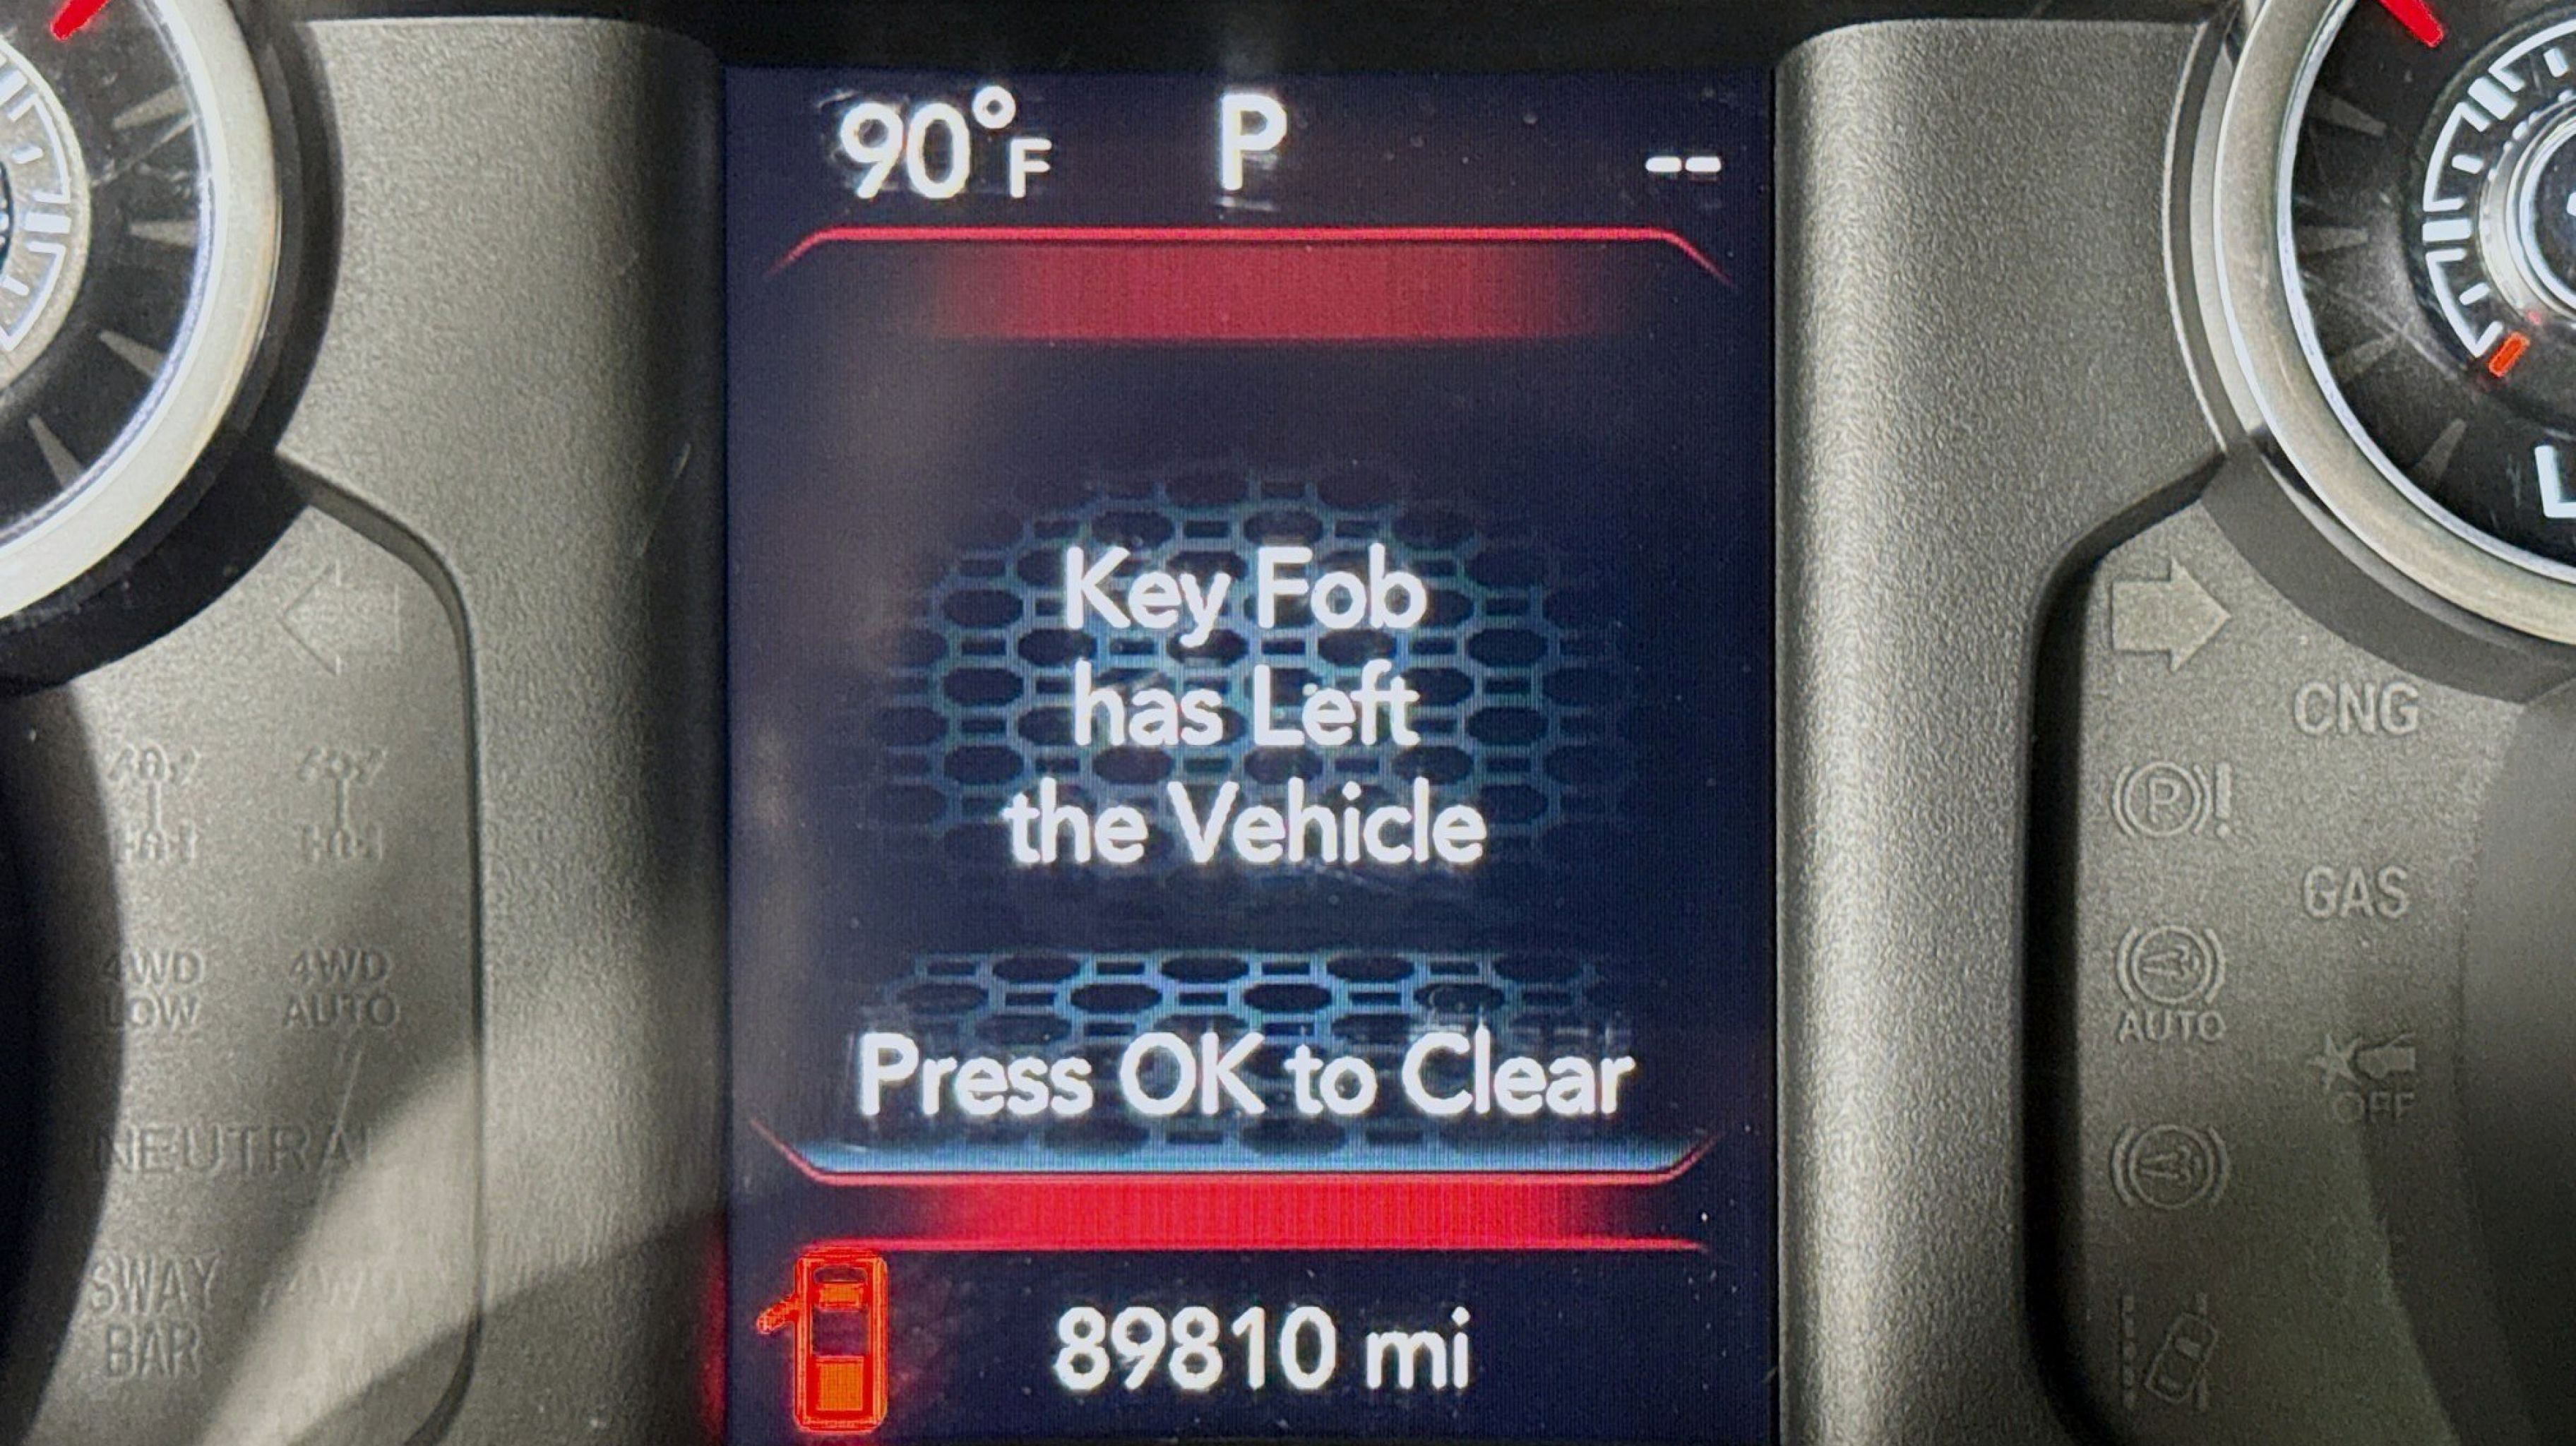 90°F P --
Key Fob
has Left
the Vehicle
Press OK to Clear
89810 mi
4WD LOW
4WD AUTO
NEUTRAL
SWAY BAR
CNG
P !
GAS
AUTO
OFF
L